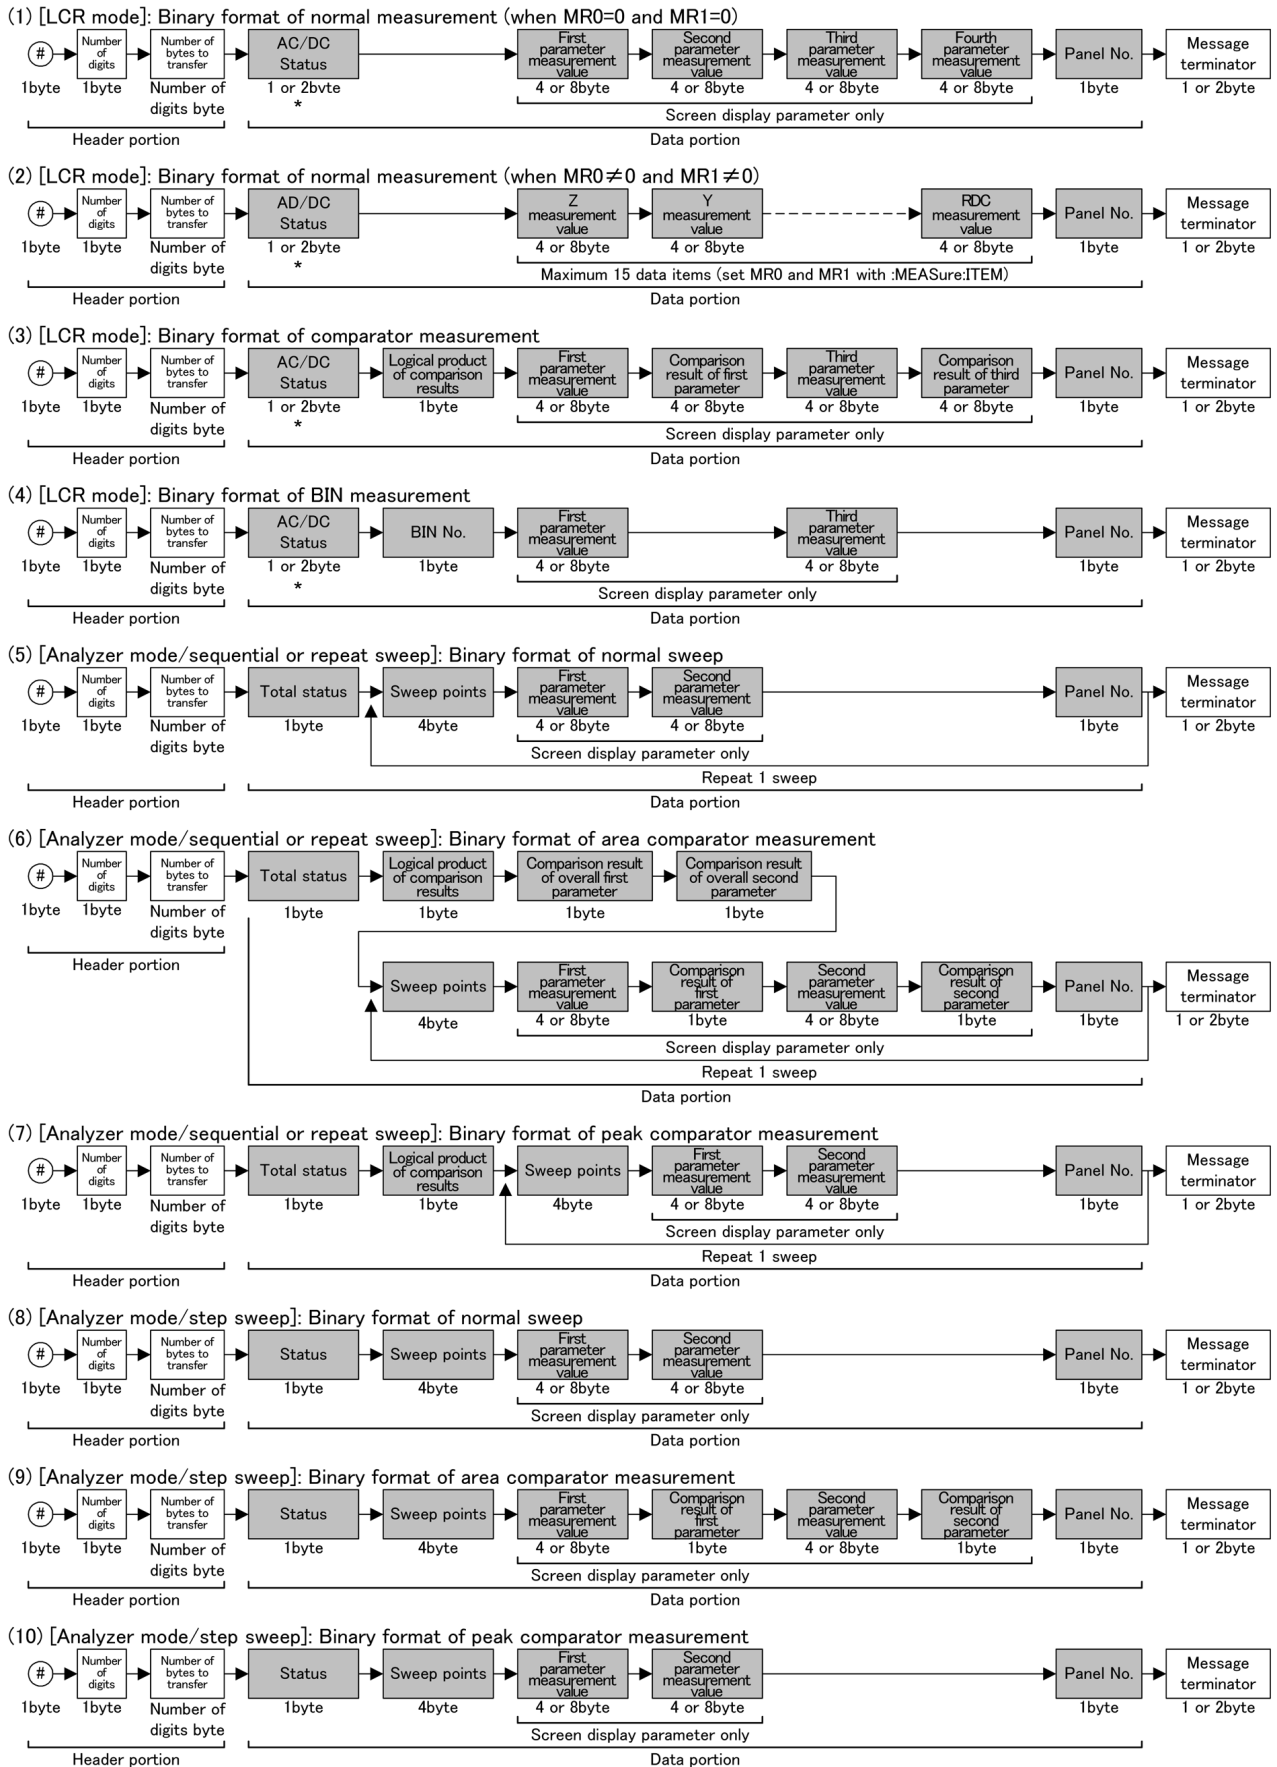 (1) [LCR mode]: Binary format of normal measurement (when MR0=0 and MR1=0)
# Number of digits Number of bytes to transfer AC/DC Status First parameter measurement value Second parameter measurement value Third parameter measurement value Fourth parameter measurement value Panel No. Message terminator
1byte 1byte Number of digits byte 1 or 2byte 4 or 8byte 4 or 8byte 4 or 8byte 4 or 8byte 1byte 1 or 2byte
*
Screen display parameter only
Header portion Data portion
(2) [LCR mode]: Binary format of normal measurement (when MR0≠0 and MR1≠0)
# Number of digits Number of bytes to transfer AD/DC Status Z measurement value Y measurement value RDC measurement value Panel No. Message terminator
1byte 1byte Number of digits byte 1 or 2byte 4 or 8byte 4 or 8byte 4 or 8byte 1byte 1 or 2byte
*
Maximum 15 data items (set MR0 and MR1 with :MEASure:ITEM)
Header portion Data portion
(3) [LCR mode]: Binary format of comparator measurement
# Number of digits Number of bytes to transfer AC/DC Status Logical product of comparison results First parameter measurement value Comparison result of first parameter Third parameter measurement value Comparison result of third parameter Panel No. Message terminator
1byte 1byte Number of digits byte 1 or 2byte 1byte 4 or 8byte 4 or 8byte 4 or 8byte 4 or 8byte 1byte 1 or 2byte
*
Screen display parameter only
Header portion Data portion
(4) [LCR mode]: Binary format of BIN measurement
# Number of digits Number of bytes to transfer AC/DC Status BIN No. First parameter measurement value Third parameter measurement value Panel No. Message terminator
1byte 1byte Number of digits byte 1 or 2byte 1byte 4 or 8byte 4 or 8byte 1byte 1 or 2byte
*
Screen display parameter only
Header portion Data portion
(5) [Analyzer mode/sequential or repeat sweep]: Binary format of normal sweep
# Number of digits Number of bytes to transfer Total status Sweep points First parameter measurement value Second parameter measurement value Panel No. Message terminator
1byte 1byte Number of digits byte 1byte 4byte 4 or 8byte 4 or 8byte 1byte 1 or 2byte
Screen display parameter only
Repeat 1 sweep
Header portion Data portion
(6) [Analyzer mode/sequential or repeat sweep]: Binary format of area comparator measurement
# Number of digits Number of bytes to transfer Total status Logical product of comparison results Comparison result of overall first parameter Comparison result of overall second parameter
1byte 1byte Number of digits byte 1byte 1byte 1byte 1byte
Header portion
Sweep points First parameter measurement value Comparison result of first parameter Second parameter measurement value Comparison result of second parameter Panel No. Message terminator
4byte 4 or 8byte 1byte 4 or 8byte 1byte 1byte 1 or 2byte
Screen display parameter only
Repeat 1 sweep
Data portion
(7) [Analyzer mode/sequential or repeat sweep]: Binary format of peak comparator measurement
# Number of digits Number of bytes to transfer Total status Logical product of comparison results Sweep points First parameter measurement value Second parameter measurement value Panel No. Message terminator
1byte 1byte Number of digits byte 1byte 1byte 4byte 4 or 8byte 4 or 8byte 1byte 1 or 2byte
Screen display parameter only
Repeat 1 sweep
Header portion Data portion
(8) [Analyzer mode/step sweep]: Binary format of normal sweep
# Number of digits Number of bytes to transfer Status Sweep points First parameter measurement value Second parameter measurement value Panel No. Message terminator
1byte 1byte Number of digits byte 1byte 4byte 4 or 8byte 4 or 8byte 1byte 1 or 2byte
Screen display parameter only
Header portion Data portion
(9) [Analyzer mode/step sweep]: Binary format of area comparator measurement
# Number of digits Number of bytes to transfer Status Sweep points First parameter measurement value Comparison result of first parameter Second parameter measurement value Comparison result of second parameter Panel No. Message terminator
1byte 1byte Number of digits byte 1byte 4byte 4 or 8byte 1byte 4 or 8byte 1byte 1byte 1 or 2byte
Screen display parameter only
Header portion Data portion
(10) [Analyzer mode/step sweep]: Binary format of peak comparator measurement
# Number of digits Number of bytes to transfer Status Sweep points First parameter measurement value Second parameter measurement value Panel No. Message terminator
1byte 1byte Number of digits byte 1byte 4byte 4 or 8byte 4 or 8byte 1byte 1 or 2byte
Screen display parameter only
Header portion Data portion